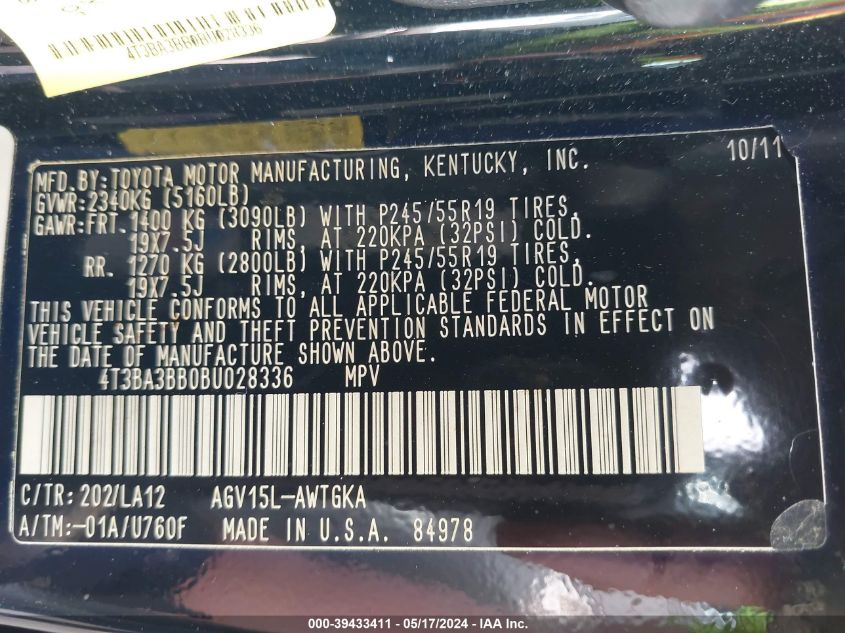 4T3BA3BB0BU028336
10/11
MFD.BY:TOYOTA MOTOR MANUFACTURING, KENTUCKY, INC.
GVWR:2340KG (5160LB)
GAWR:FRT. 1400 KG (3090LB) WITH P245/55R19 TIRES,
19X7.5J RIMS, AT 220KPA (32PSI) COLD.
RR. 1270 KG (2800LB) WITH P245/55R19 TIRES,
19X7.5J RIMS, AT 220KPA (32PSI) COLD.
THIS VEHICLE CONFORMS TO ALL APPLICABLE FEDERAL MOTOR
VEHICLE SAFETY AND THEFT PREVENTION STANDARDS IN EFFECT ON
THE DATE OF MANUFACTURE SHOWN ABOVE.
4T3BA3BB0BU028336 MPV
C/TR: 202/LA12 AGV15L-AWTGKA
A/TM:-01A/U760F MADE IN U.S.A. 84978
000-39433411 - 05/17/2024 - IAA Inc.